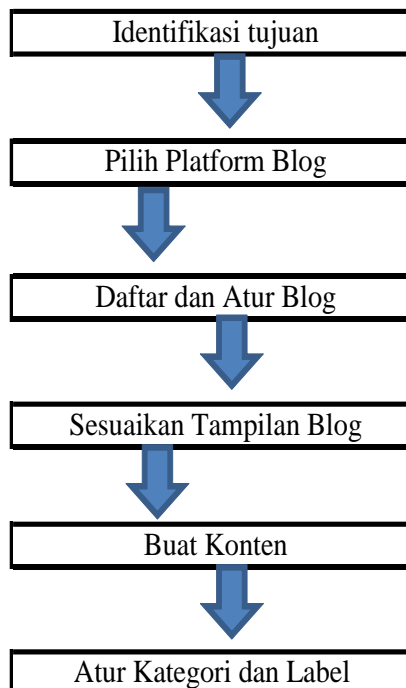 Identifikasi tujuan
Pilih Platform Blog
Daftar dan Atur Blog
Sesuaikan Tampilan Blog
Buat Konten
Atur Kategori dan Label